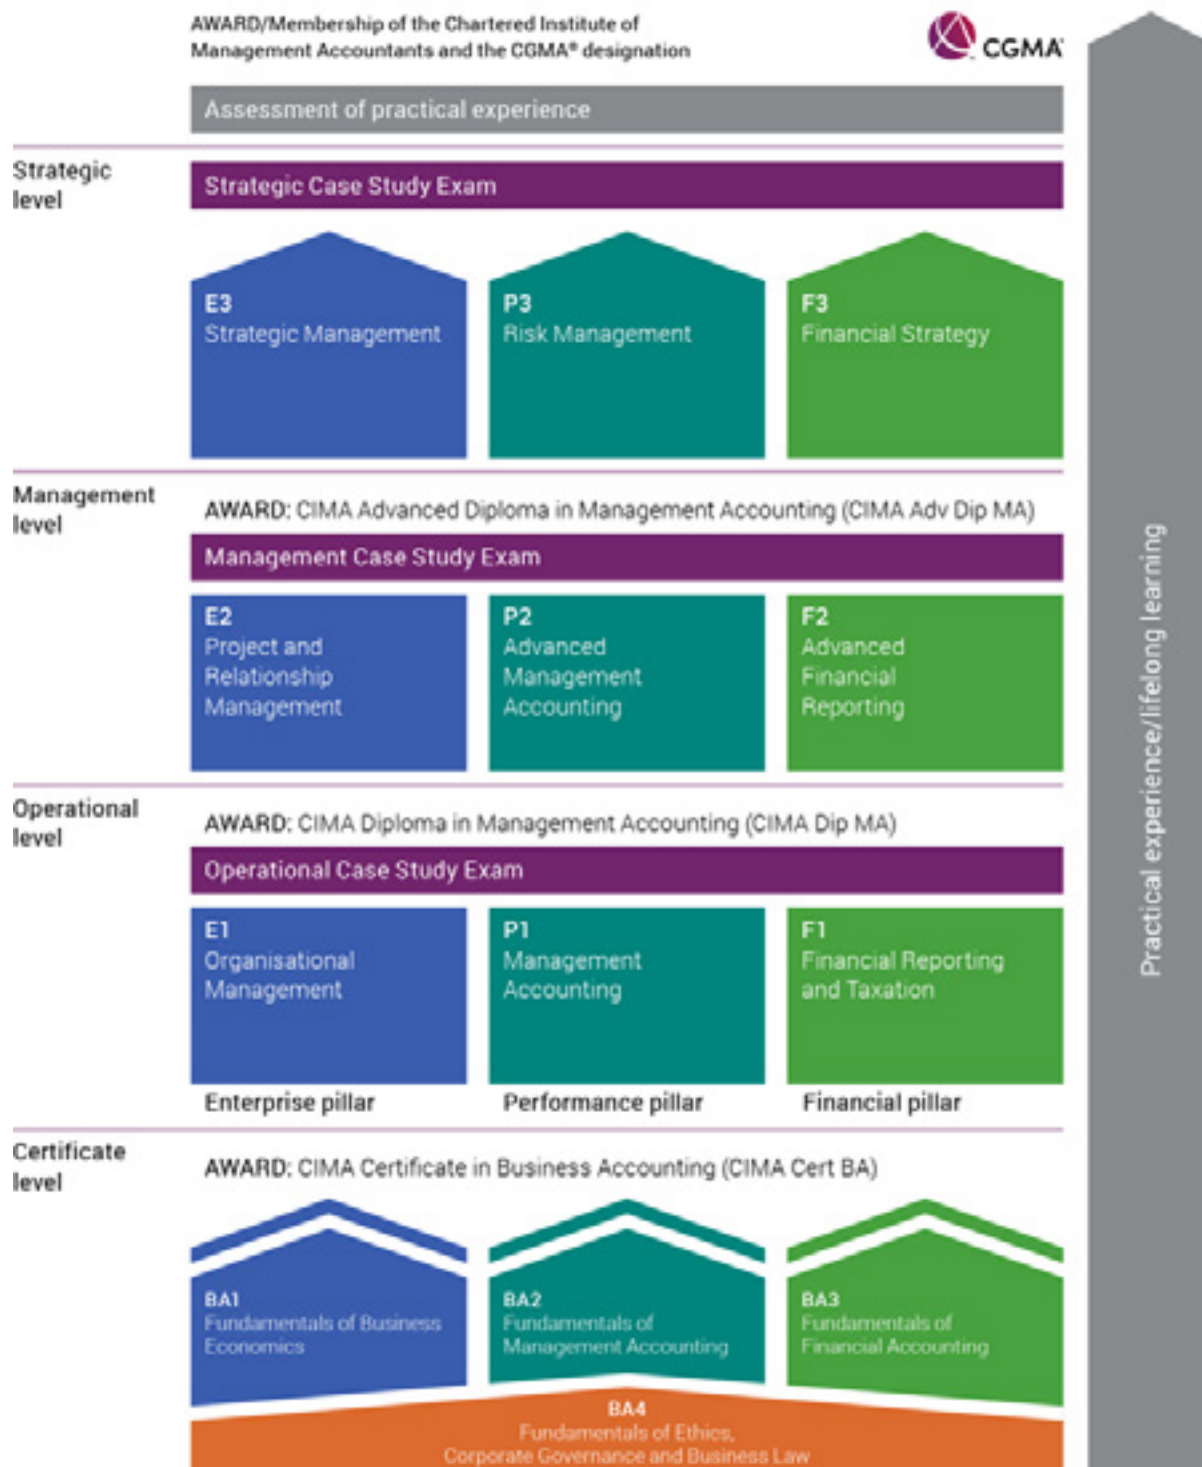 AWARD/Membership of the Chartered Institute of
Management Accountants and the CGMA® designation
CGMA
Assessment of practical experience
Strategic
level
Strategic Case Study Exam
E3
Strategic Management
P3
Risk Management
F3
Financial Strategy
Management
level
AWARD: CIMA Advanced Diploma in Management Accounting (CIMA Adv Dip MA)
Management Case Study Exam
E2
Project and
Relationship
Management
P2
Advanced
Management
Accounting
F2
Advanced
Financial
Reporting
Operational
level
AWARD: CIMA Diploma in Management Accounting (CIMA Dip MA)
Operational Case Study Exam
E1
Organisational
Management
P1
Management
Accounting
F1
Financial Reporting
and Taxation
Enterprise pillar
Performance pillar
Financial pillar
Certificate
level
AWARD: CIMA Certificate in Business Accounting (CIMA Cert BA)
BA1
Fundamentals of Business
Economics
BA2
Fundamentals of
Management Accounting
BA3
Fundamentals of
Financial Accounting
BA4
Fundamentals of Ethics,
Corporate Governance and Business Law
Practical experience/lifelong learning